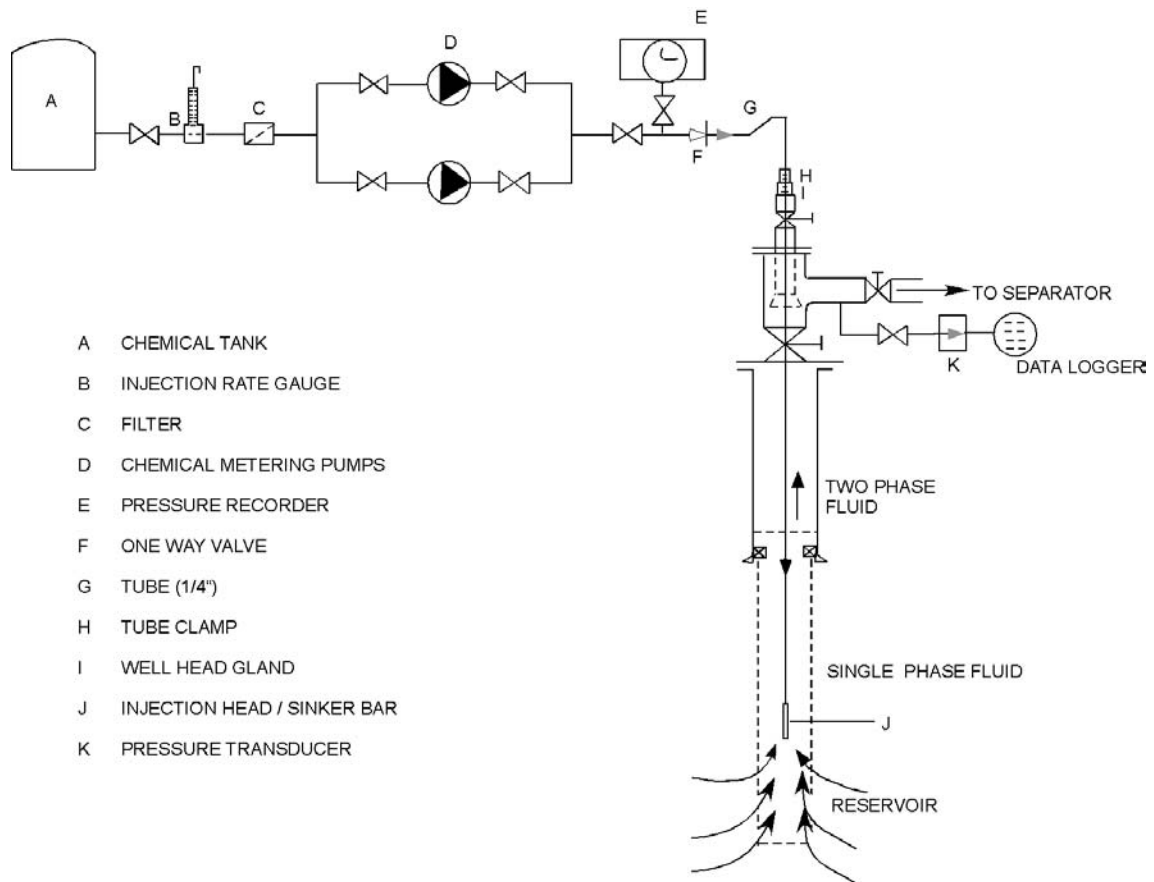 E
D
A
B
C
G
F
H
I
TO SEPARATOR
K
DATA LOGGER
TWO PHASE
FLUID
SINGLE PHASE FLUID
J
RESERVOIR
A CHEMICAL TANK
B INJECTION RATE GAUGE
C FILTER
D CHEMICAL METERING PUMPS
E PRESSURE RECORDER
F ONE WAY VALVE
G TUBE (1/4“)
H TUBE CLAMP
I WELL HEAD GLAND
J INJECTION HEAD / SINKER BAR
K PRESSURE TRANSDUCER